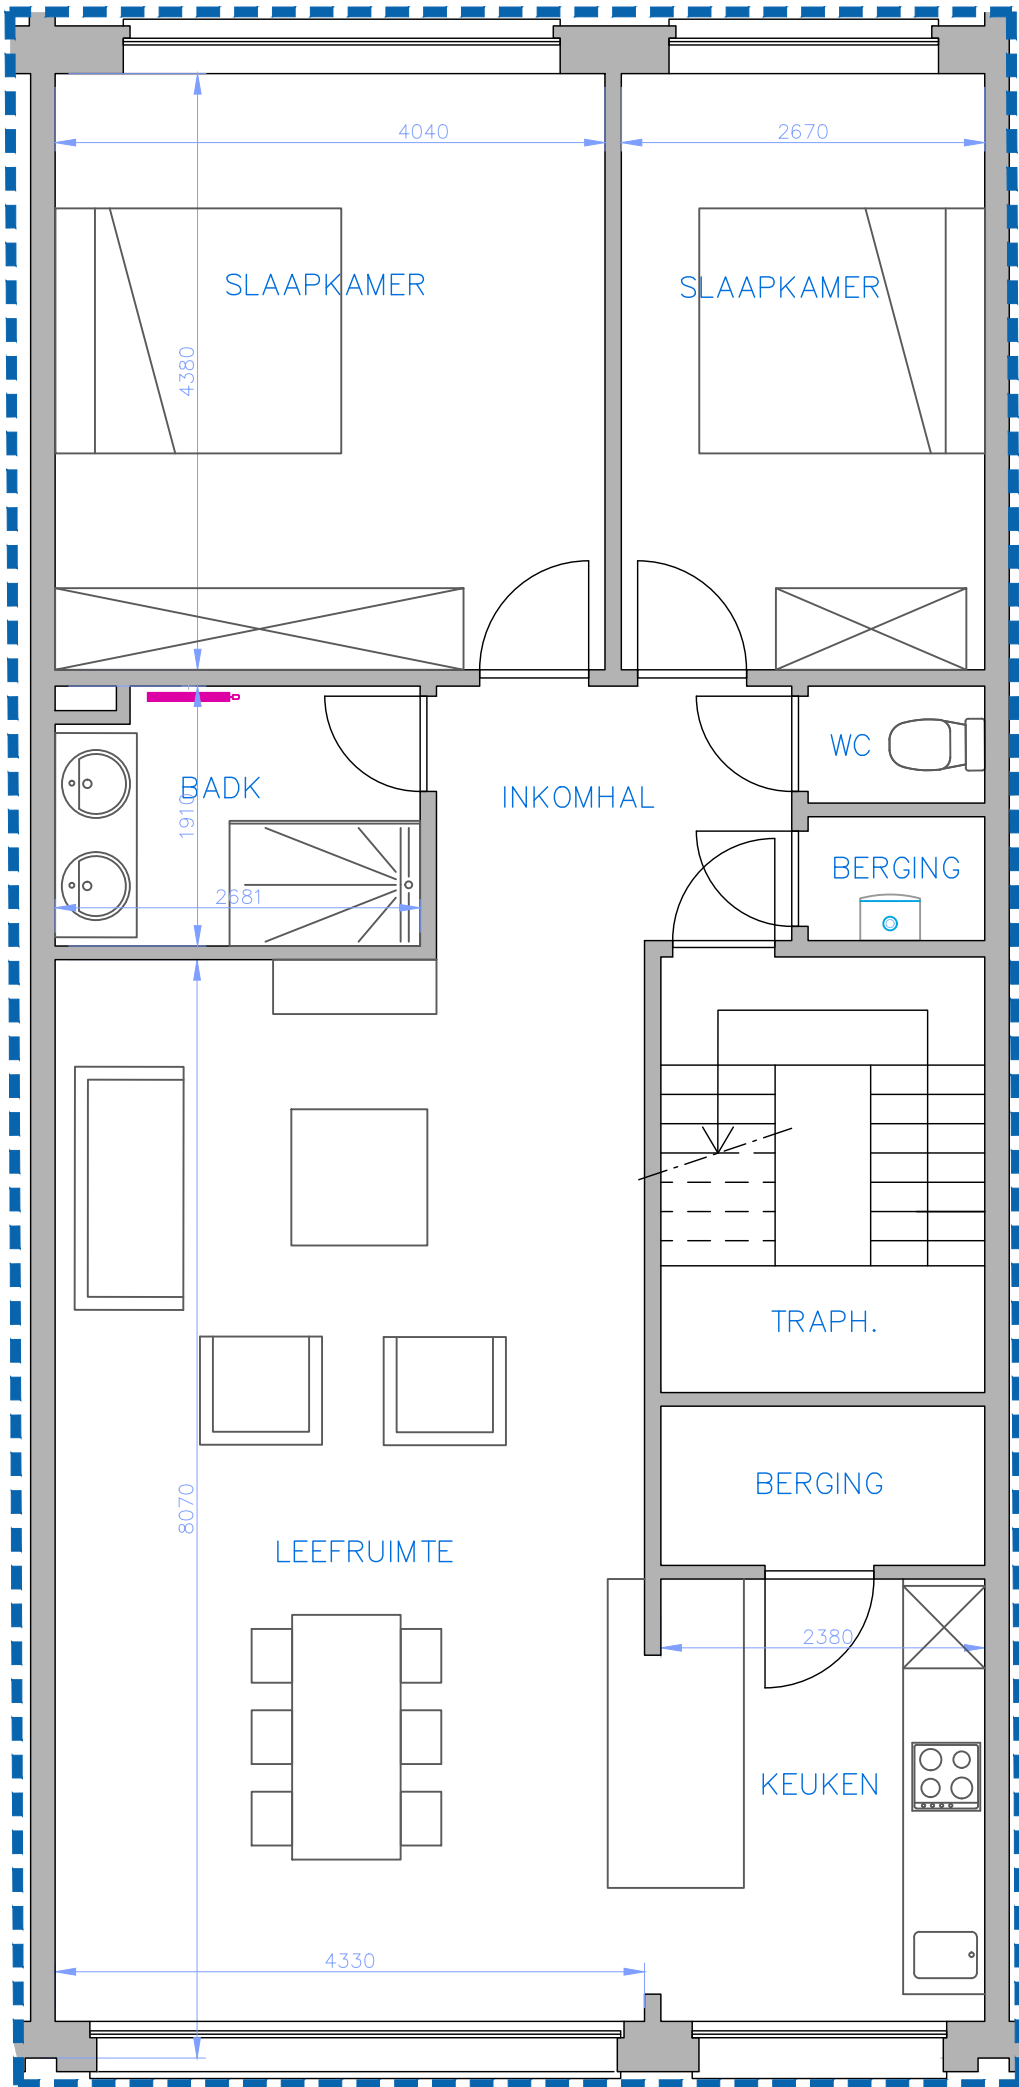 4040
2670
SLAAPKAMER
SLAAPKAMER
4380
WC
BADK
INKOMHAL
1910
BERGING
2681
TRAPH.
BERGING
8070
LEEFRUIMTE
2380
KEUKEN
4330